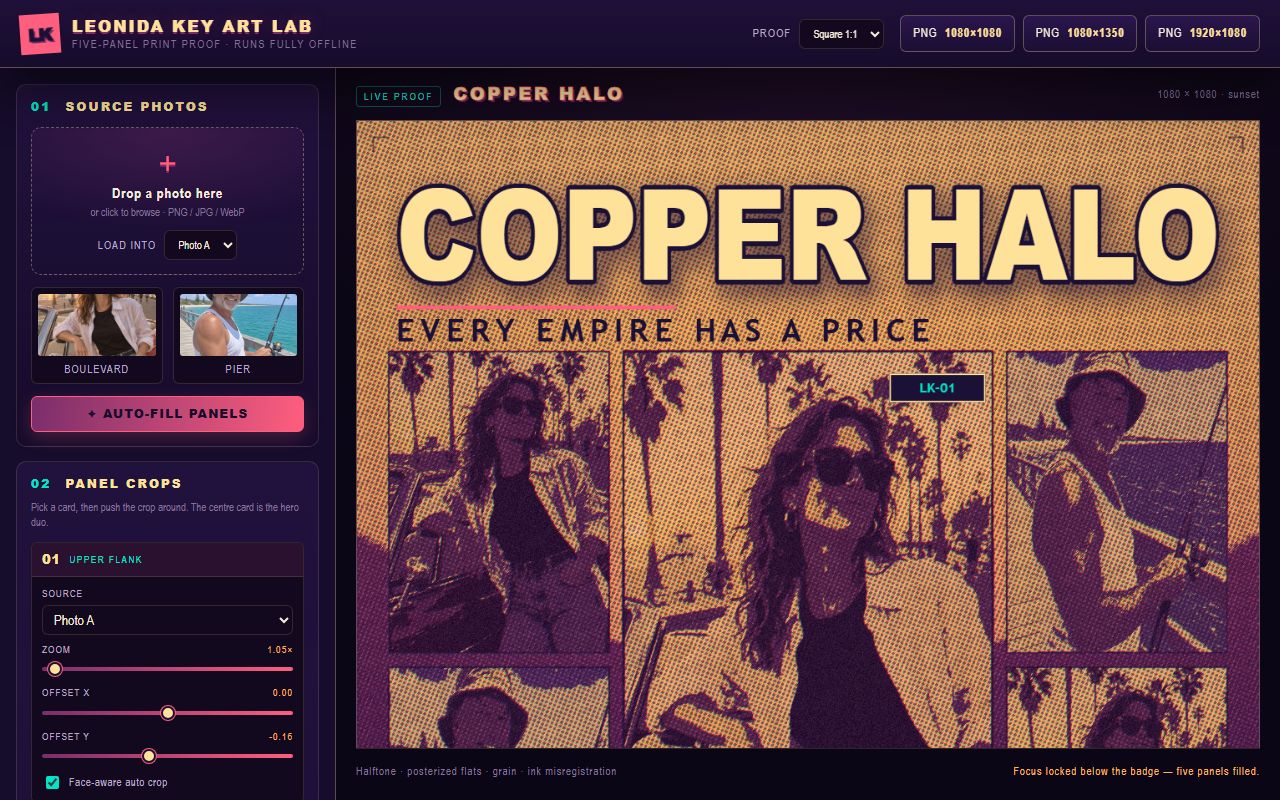 LK
LEONIDA KEY ART LAB
FIVE-PANEL PRINT PROOF · RUNS FULLY OFFLINE
PROOF
Square 1:1
PNG 1080×1080
PNG 1080×1350
PNG 1920×1080
01 SOURCE PHOTOS
+
Drop a photo here
or click to browse · PNG / JPG / WebP
LOAD INTO
Photo A
BOULEVARD
PIER
+ AUTO-FILL PANELS
02 PANEL CROPS
Pick a card, then push the crop around. The centre card is the hero
duo.
01 UPPER FLANK
SOURCE
Photo A
ZOOM
1.05×
OFFSET X
0.00
OFFSET Y
-0.16
Face-aware auto crop
LIVE PROOF
COPPER HALO
1080 × 1080 · sunset
COPPER HALO
EVERY EMPIRE HAS A PRICE
LK-01
Halftone · posterized flats · grain · ink misregistration
Focus locked below the badge — five panels filled.